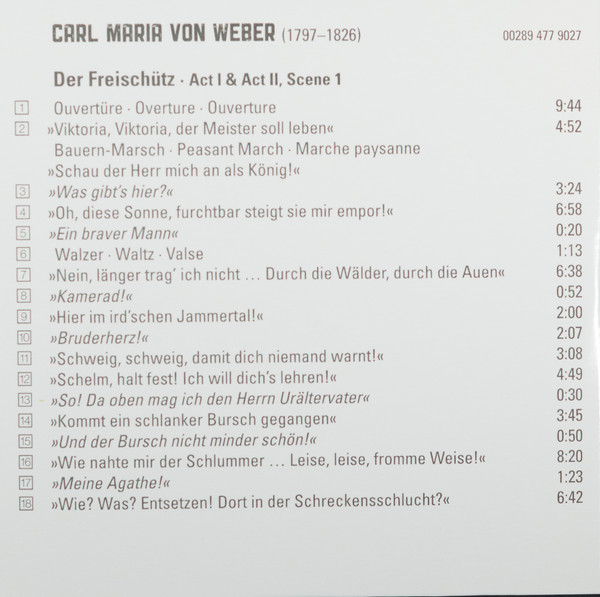 CARL MARIA VON WEBER (1797–1826) 00289 477 9027
Der Freischütz · Act I & Act II, Scene 1
1 Ouvertüre · Overture · Ouverture 9:44
2 »Viktoria, Viktoria, der Meister soll leben« 4:52
Bauern-Marsch · Peasant March · Marche paysanne
»Schau der Herr mich an als König!«
3 »Was gibt's hier?« 3:24
4 »Oh, diese Sonne, furchtbar steigt sie mir empor!« 6:58
5 »Ein braver Mann« 0:20
6 Walzer · Waltz · Valse 1:13
7 »Nein, länger trag' ich nicht … Durch die Wälder, durch die Auen« 6:38
8 »Kamerad!« 0:52
9 »Hier im ird'schen Jammertal!« 2:00
10 »Bruderherz!« 2:07
11 »Schweig, schweig, damit dich niemand warnt!« 3:08
12 »Schelm, halt fest! Ich will dich's lehren!« 4:49
13 »So! Da oben mag ich den Herrn Urältervater« 0:30
14 »Kommt ein schlanker Bursch gegangen« 3:45
15 »Und der Bursch nicht minder schön!« 0:50
16 »Wie nahte mir der Schlummer … Leise, leise, fromme Weise!« 8:20
17 »Meine Agathe!« 1:23
18 »Wie? Was? Entsetzen! Dort in der Schreckensschlucht?« 6:42